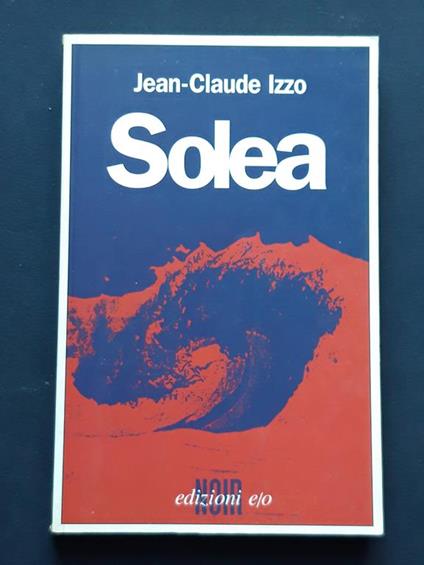 Jean-Claude Izzo
Solea
NOIR
edizioni e/o